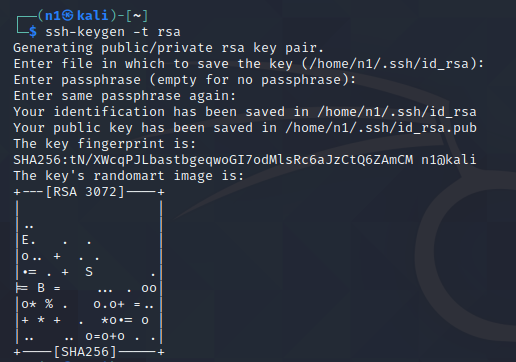 ┌──(n1㉿kali)-[~]
└─$ ssh-keygen -t rsa
Generating public/private rsa key pair.
Enter file in which to save the key (/home/n1/.ssh/id_rsa):
Enter passphrase (empty for no passphrase):
Enter same passphrase again:
Your identification has been saved in /home/n1/.ssh/id_rsa
Your public key has been saved in /home/n1/.ssh/id_rsa.pub
The key fingerprint is:
SHA256:tN/XWcqPJLbastbgeqwoGI7odMlsRc6aJzCtQ6ZAmCM n1@kali
The key's randomart image is:
+---[RSA 3072]----+
|                 |
|..               |
|E.   .  .        |
|o.. +  . .       |
|*= . + S        .|
|== B =    ... . oo|
|o* % .   o.o+ =..|
|+ * +  .  *o*= o |
|..    .. o=o+o . .|
+----[SHA256]-----+